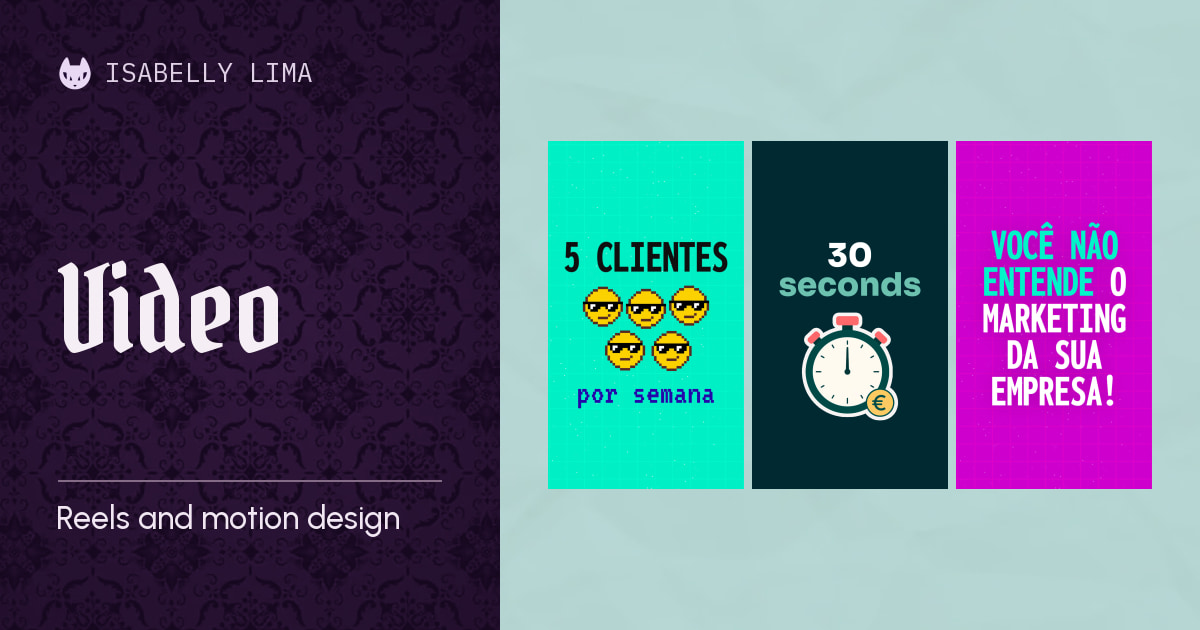 ISABELLY LIMA
Video
Reels and motion design
5 CLIENTES
por semana
30
seconds
€
VOCÊ NÃO
ENTENDE O
MARKETING
DA SUA
EMPRESA!